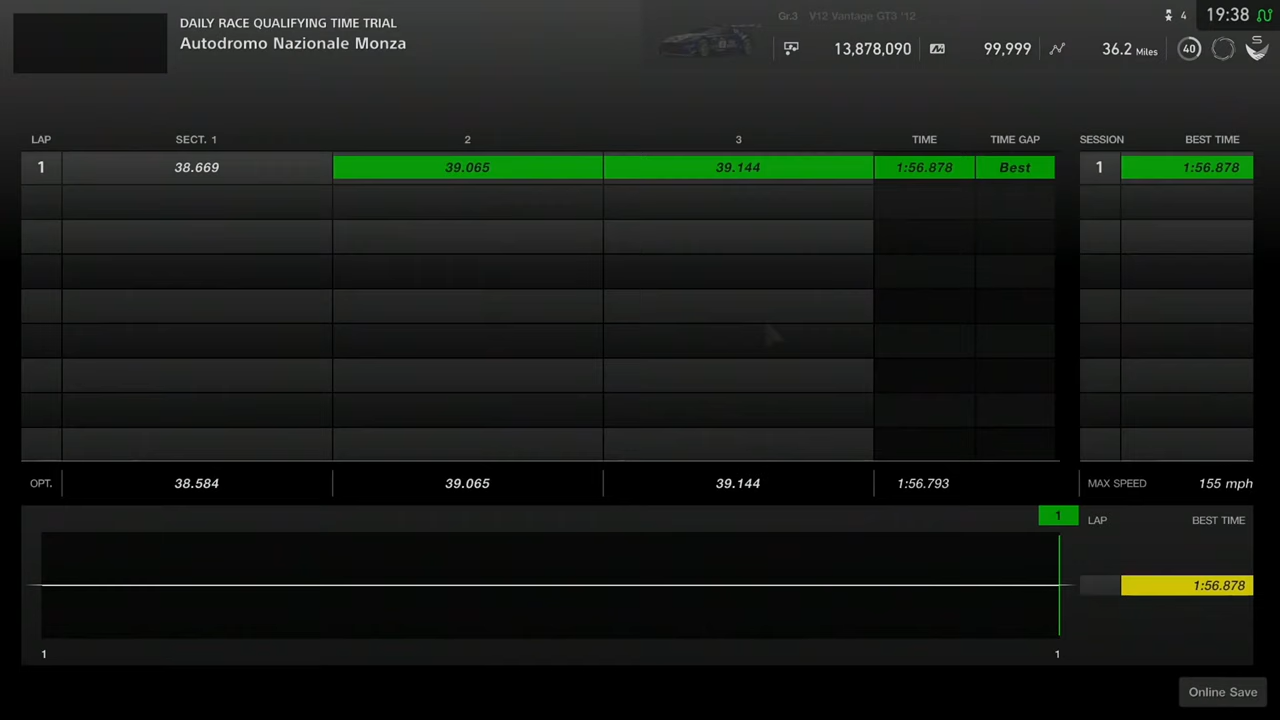 DAILY RACE QUALIFYING TIME TRIAL
Autodromo Nazionale Monza
Gr.3 V12 Vantage GT3 '12
4 19:38
13,878,090 99,999 36.2 Miles 40 S
LAP SECT. 1 2 3 TIME TIME GAP SESSION BEST TIME
1 38.669 39.065 39.144 1:56.878 Best 1 1:56.878
OPT. 38.584 39.065 39.144 1:56.793 MAX SPEED 155 mph
1 LAP BEST TIME
1:56.878
1 1
Online Save